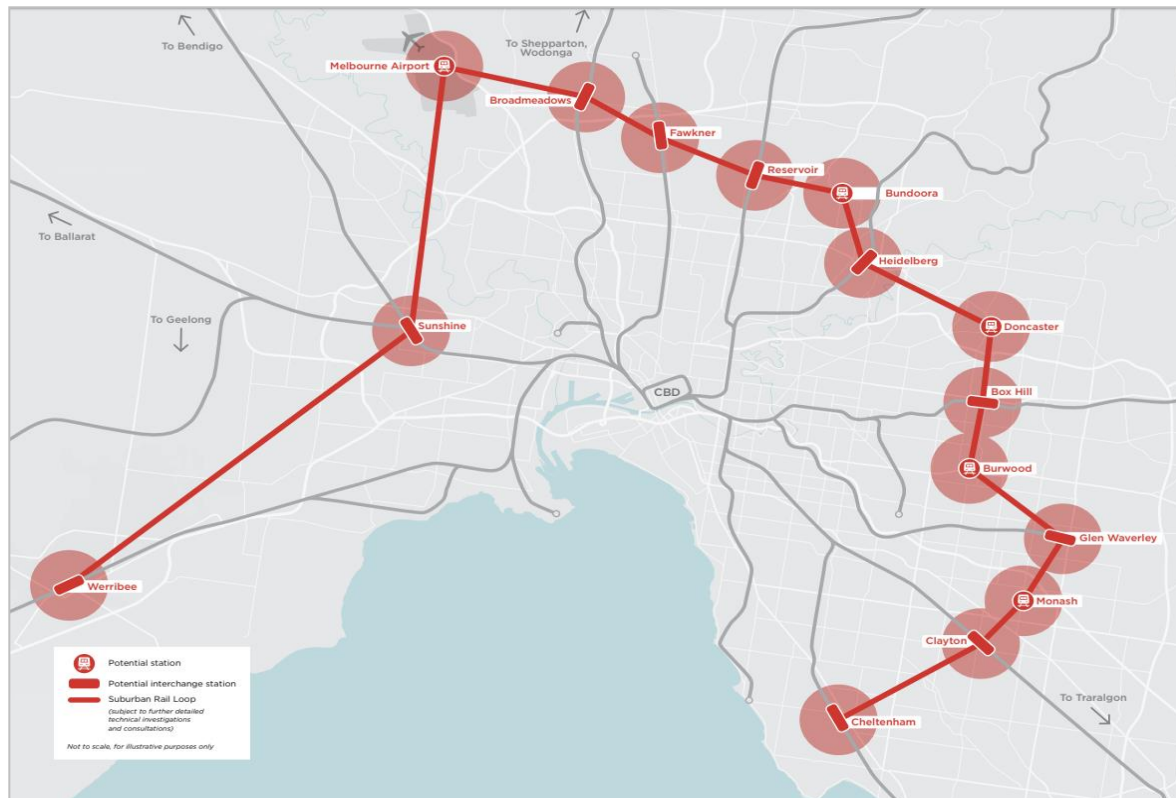 To Bendigo
To Shepparton,
Wodonga
Melbourne Airport
Broadmeadows
Fawkner
Reservoir
Bundoora
To Ballarat
Heidelberg
To Geelong
Sunshine
Doncaster
CBD
Box Hill
Burwood
Glen Waverley
Werribee
Monash
Clayton
To Traralgon
Cheltenham
Potential station
Potential interchange station
Suburban Rail Loop
(subject to further detailed
technical investigations
and consultations)
Not to scale, for illustrative purposes only